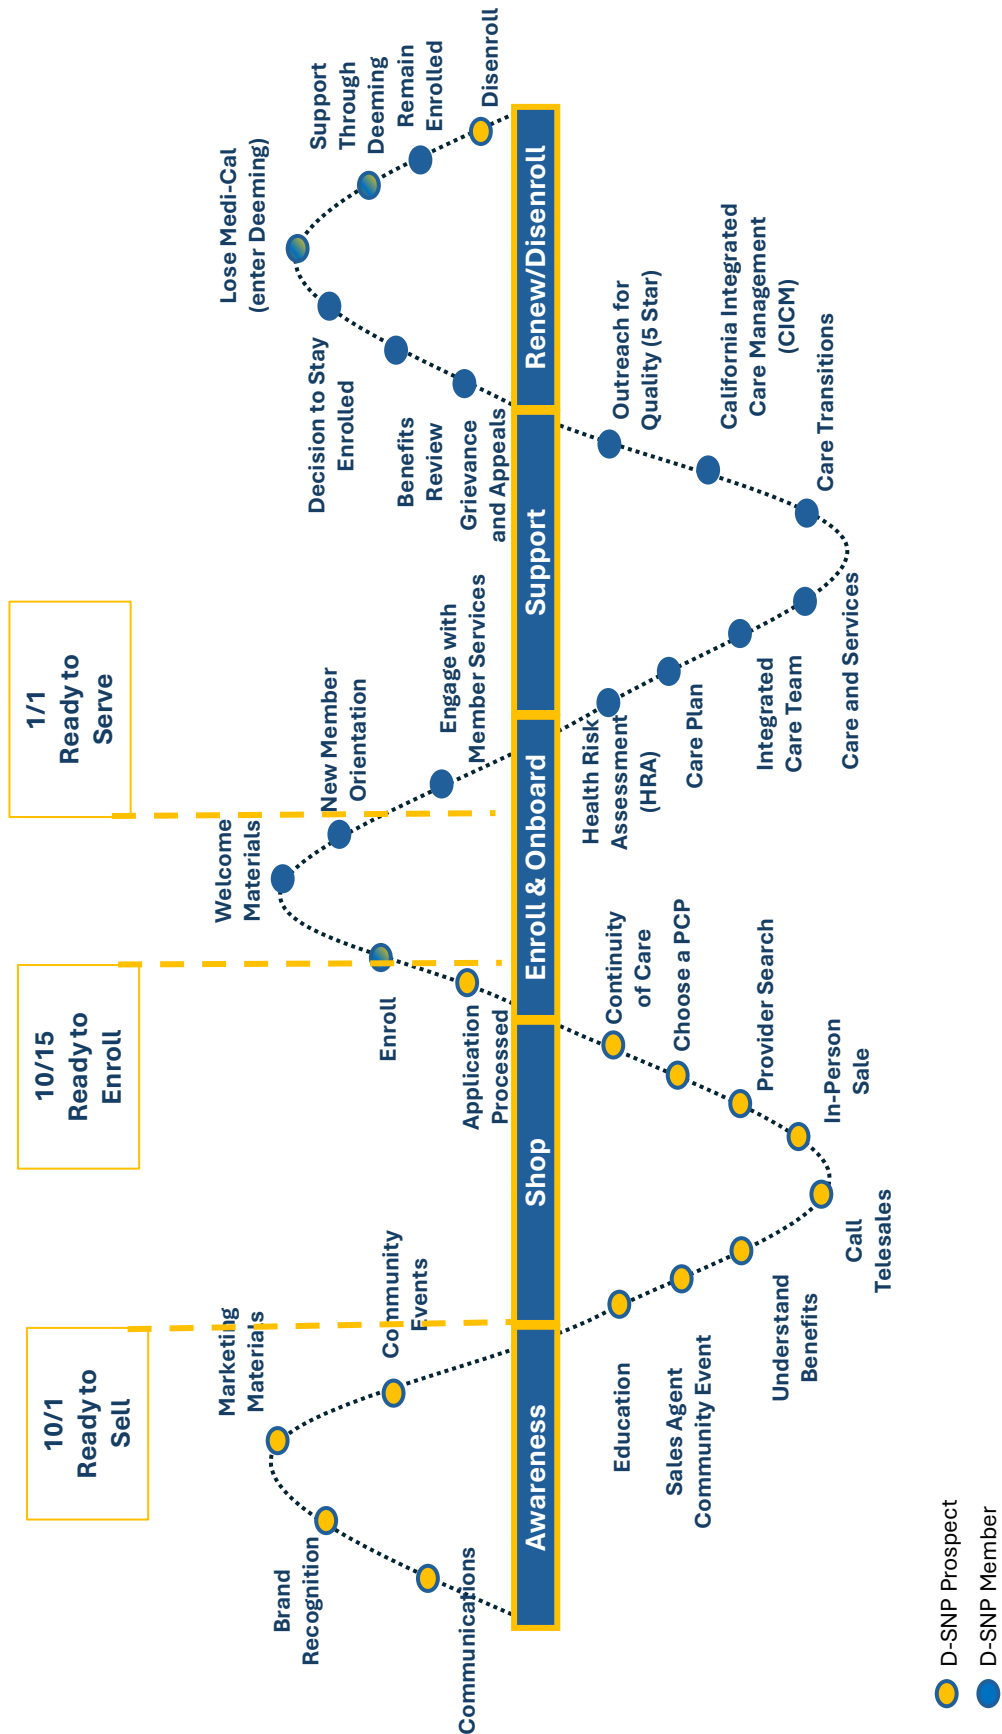 10/1
Ready to
Sell
10/15
Ready to
Enroll
1/1
Ready to
Serve
Communications
Brand
Recognition
Marketing
Materials
Community
Events
Application
Processed
Enroll
Welcome
Materials
New Member
Orientation
Engage with
Member Services
Grievance
and Appeals
Benefits
Review
Decision to Stay
Enrolled
Lose Medi-Cal
(enter Deeming)
Support
Through
Deeming
Remain
Enrolled
Disenroll
Awareness
Shop
Enroll & Onboard
Support
Renew/Disenroll
Education
Sales Agent
Community Event
Understand
Benefits
Call
Telesales
In-Person
Sale
Provider Search
Choose a PCP
Continuity
of Care
Health Risk
Assessment
(HRA)
Care Plan
Integrated
Care Team
Care and Services
Care Transitions
California Integrated
Care Management
(CICM)
Outreach for
Quality (5 Star)
D-SNP Prospect
D-SNP Member